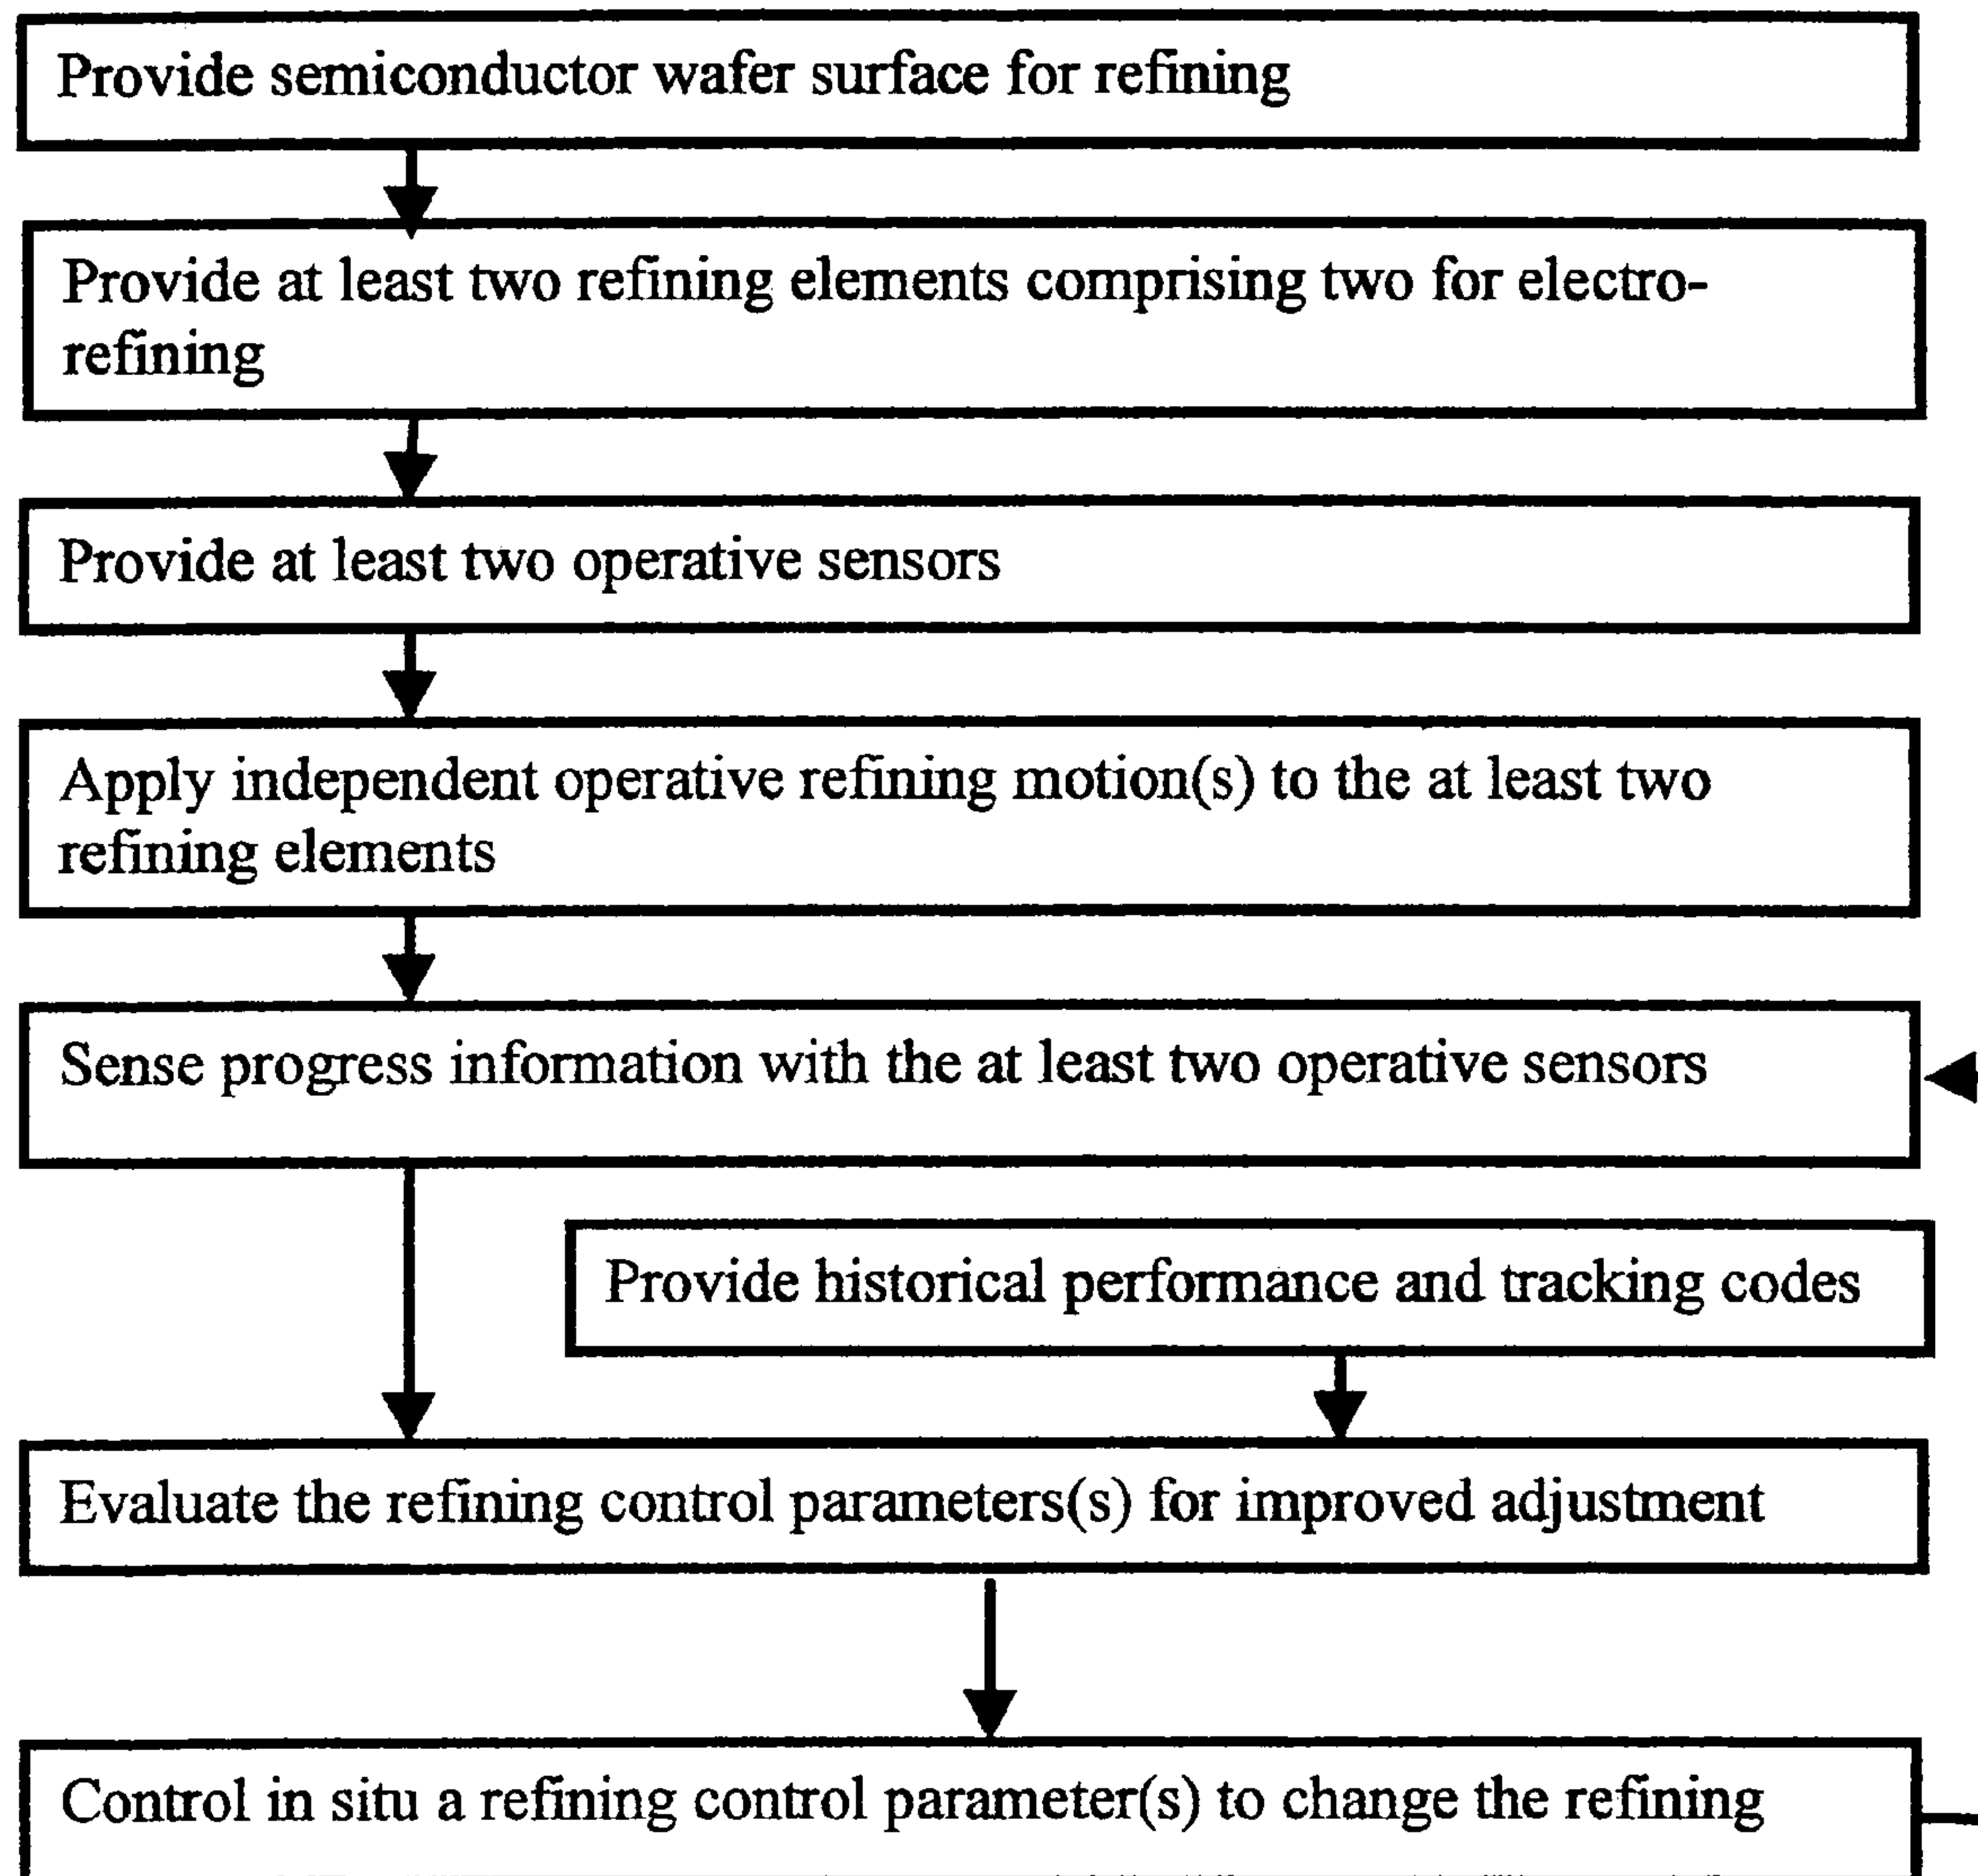 Provide semiconductor wafer surface for refining
Provide at least two refining elements comprising two for electro-
refining
Provide at least two operative sensors
Apply independent operative refining motion(s) to the at least two
refining elements
Sense progress information with the at least two operative sensors
Provide historical performance and tracking codes
Evaluate the refining control parameters(s) for improved adjustment
Control in situ a refining control parameter(s) to change the refining